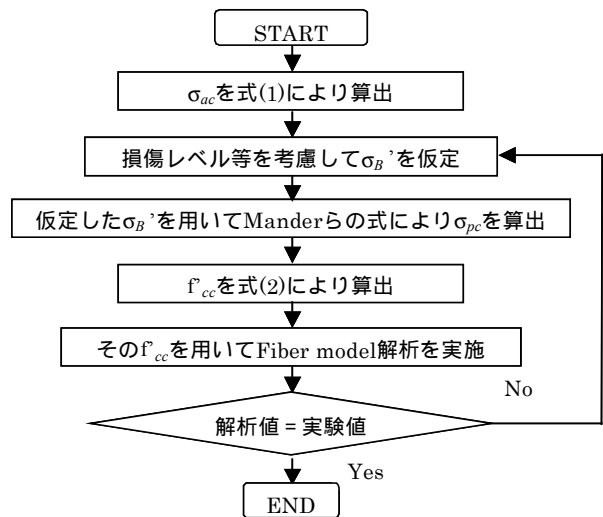 START
σacを式(1)により算出
損傷レベル等を考慮してσB’を仮定
仮定したσB’を用いてManderらの式によりσpcを算出
f’ccを式(2)により算出
そのf’ccを用いてFiber model解析を実施
No
解析値 = 実験値
Yes
END